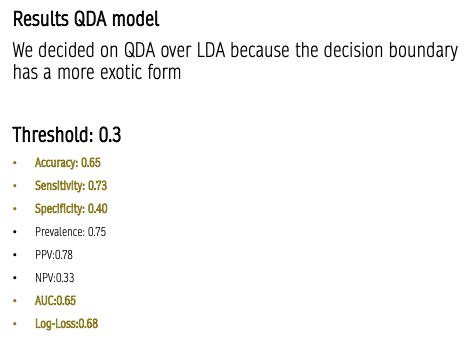 Results QDA model
We decided on QDA over LDA because the decision boundary
has a more exotic form
Threshold: 0.3
• Accuracy: 0.65
• Sensitivity: 0.73
• Specificity: 0.40
• Prevalence: 0.75
• PPV:0.78
• NPV:0.33
• AUC:0.65
• Log-Loss:0.68